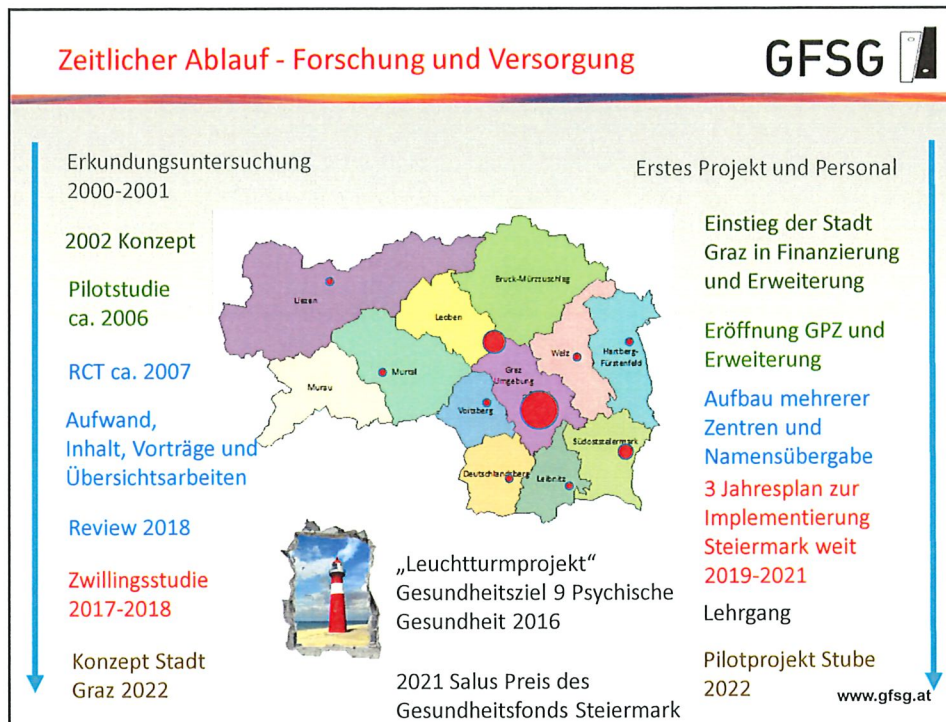 Zeitlicher Ablauf - Forschung und Versorgung
GFSG
Erkundungsuntersuchung
2000-2001
2002 Konzept
Pilotstudie
ca. 2006
RCT ca. 2007
Aufwand,
Inhalt, Vorträge und
Übersichtsarbeiten
Review 2018
Zwillingsstudie
2017-2018
Konzept Stadt
Graz 2022
Liezen
Bruck-Mürzzuschlag
Leoben
Murau
Murtal
Graz
Umgebung
Weiz
Hartberg-
Fürstenfeld
Voitsberg
Südoststeiermark
Deutschlandsberg
Leibnitz
„Leuchtturmprojekt“
Gesundheitsziel 9 Psychische
Gesundheit 2016
2021 Salus Preis des
Gesundheitsfonds Steiermark
Erstes Projekt und Personal
Einstieg der Stadt
Graz in Finanzierung
und Erweiterung
Eröffnung GPZ und
Erweiterung
Aufbau mehrerer
Zentren und
Namensübergabe
3 Jahresplan zur
Implementierung
Steiermark weit
2019-2021
Lehrgang
Pilotprojekt Stube
2022
www.gfsg.at